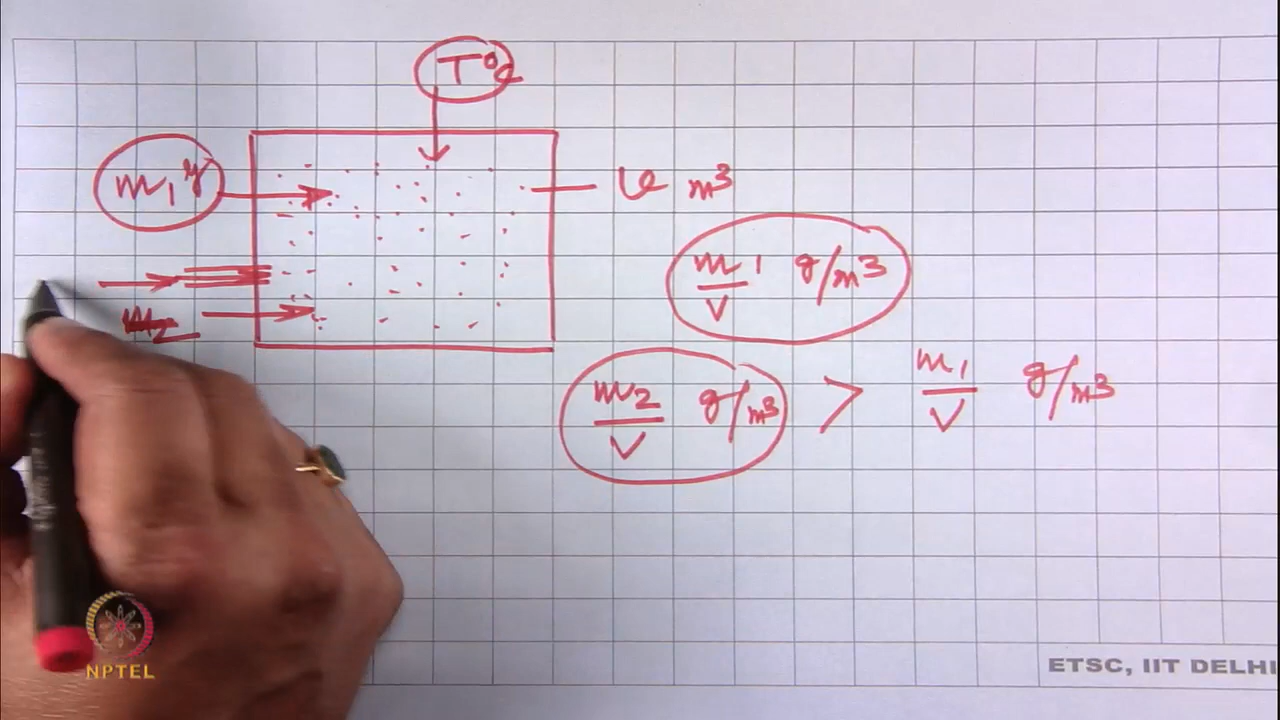 T°C
m₁ g
V m³
m₁/V g/m³
m₂
m₂/V g/m³ > m₁/V g/m³
NPTEL
ETSC, IIT DELHI